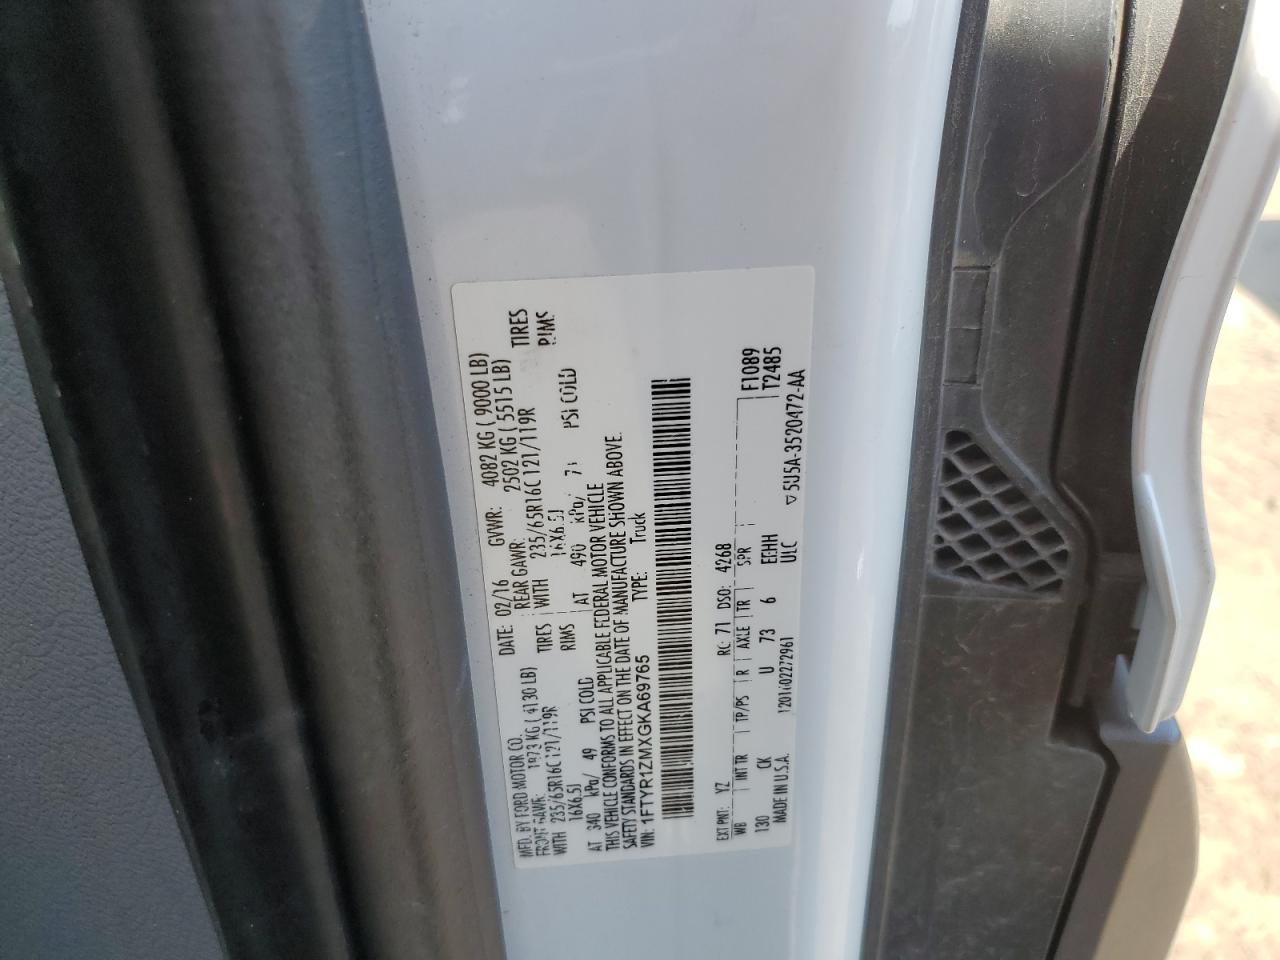 MFD. BY FORD MOTOR CO. DATE: 02/16 GVWR: 4082 KG ( 9000 LB)
FRONT GAWR: 1873 KG ( 4130 LB) REAR GAWR: 2502 KG ( 5515 LB)
WITH 235/65R16C 121/119R TIRES WITH 235/65R16C 121/119R TIRES
16X6.5J RIMS 16X6.5J RIMS
AT 340 kPa/ 49 PSI COLD AT 490 kPa/ PSI COLD
THIS VEHICLE CONFORMS TO ALL APPLICABLE FEDERAL MOTOR VEHICLE
SAFETY STANDARDS IN EFFECT ON THE DATE OF MANUFACTURE SHOWN ABOVE.
VIN: 1FTYR1ZMXGKA69765 TYPE: Truck
EXT PNT: YZ RC: 71 DSO: 4268 F1089
WB INT TR TP/PS R AXLE TR SPR T2485
130 CK U 73 6 EEHH
MADE IN U.S.A. ULC 5U5A-3520472-AA